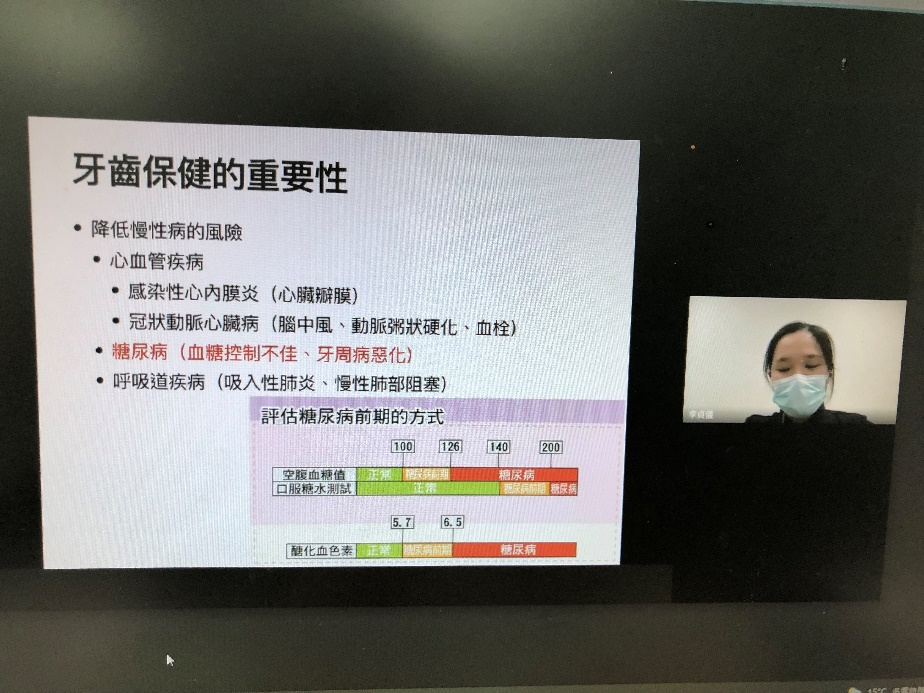 牙齒保健的重要性
• 降低慢性病的風險
• 心血管疾病
• 感染性心內膜炎（心臟瓣膜）
• 冠狀動脈心臟病（腦中風、動脈粥狀硬化、血栓）
• 糖尿病（血糖控制不佳、牙周病惡化）
• 呼吸道疾病（吸入性肺炎、慢性肺部阻塞）
評估糖尿病前期的方式
100 126 140 200
空腹血糖值 正常 糖尿病前期 糖尿病
口服糖水測試 正常 糖尿病前期 糖尿病
5.7 6.5
醣化血色素 正常 糖尿病前期 糖尿病
15°C